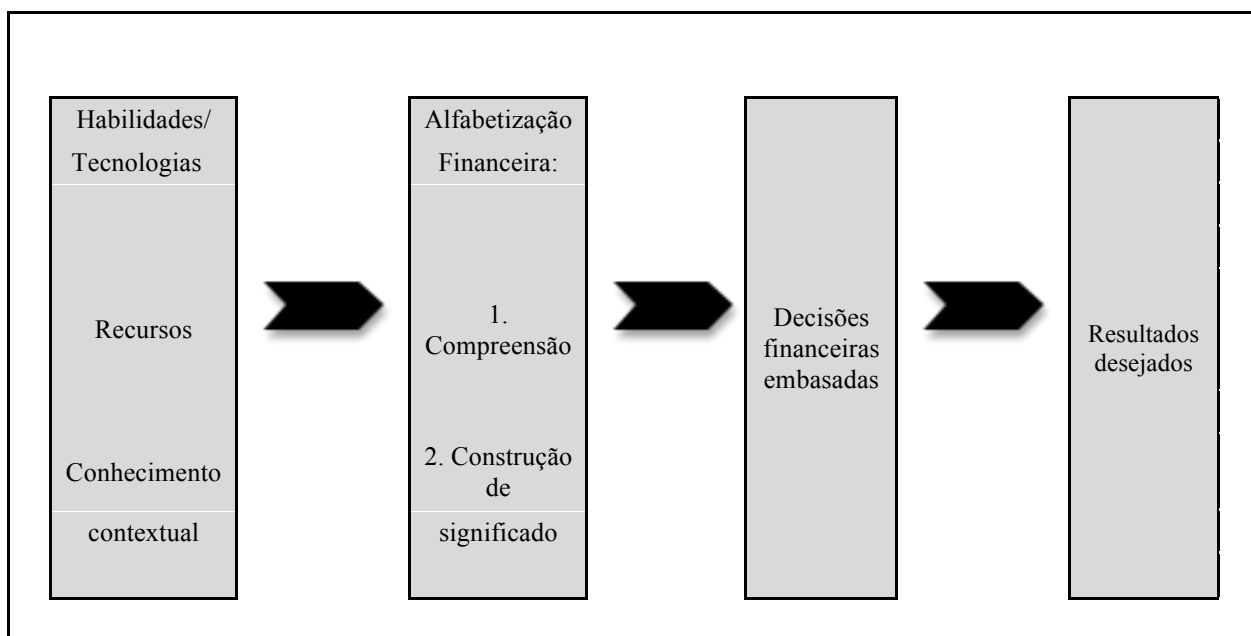 Habilidades/
Tecnologias
Recursos
Conhecimento
contextual
Alfabetização
Financeira:
1.
Compreensão
2. Construção
de
significado
Decisões
financeiras
embasadas
Resultados
desejados